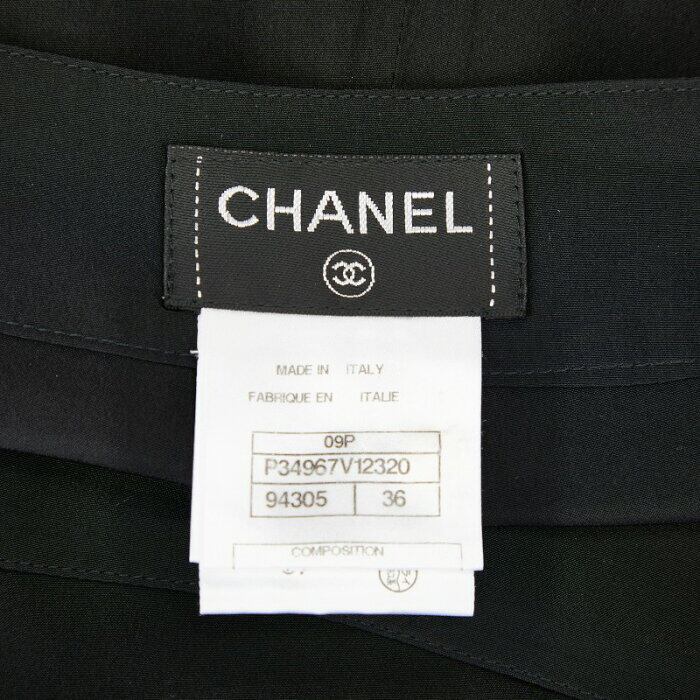 CHANEL
MADE IN ITALY
FABRIQUE EN ITALIE
09P
P34967V12320
94305 36
COMPOSITION